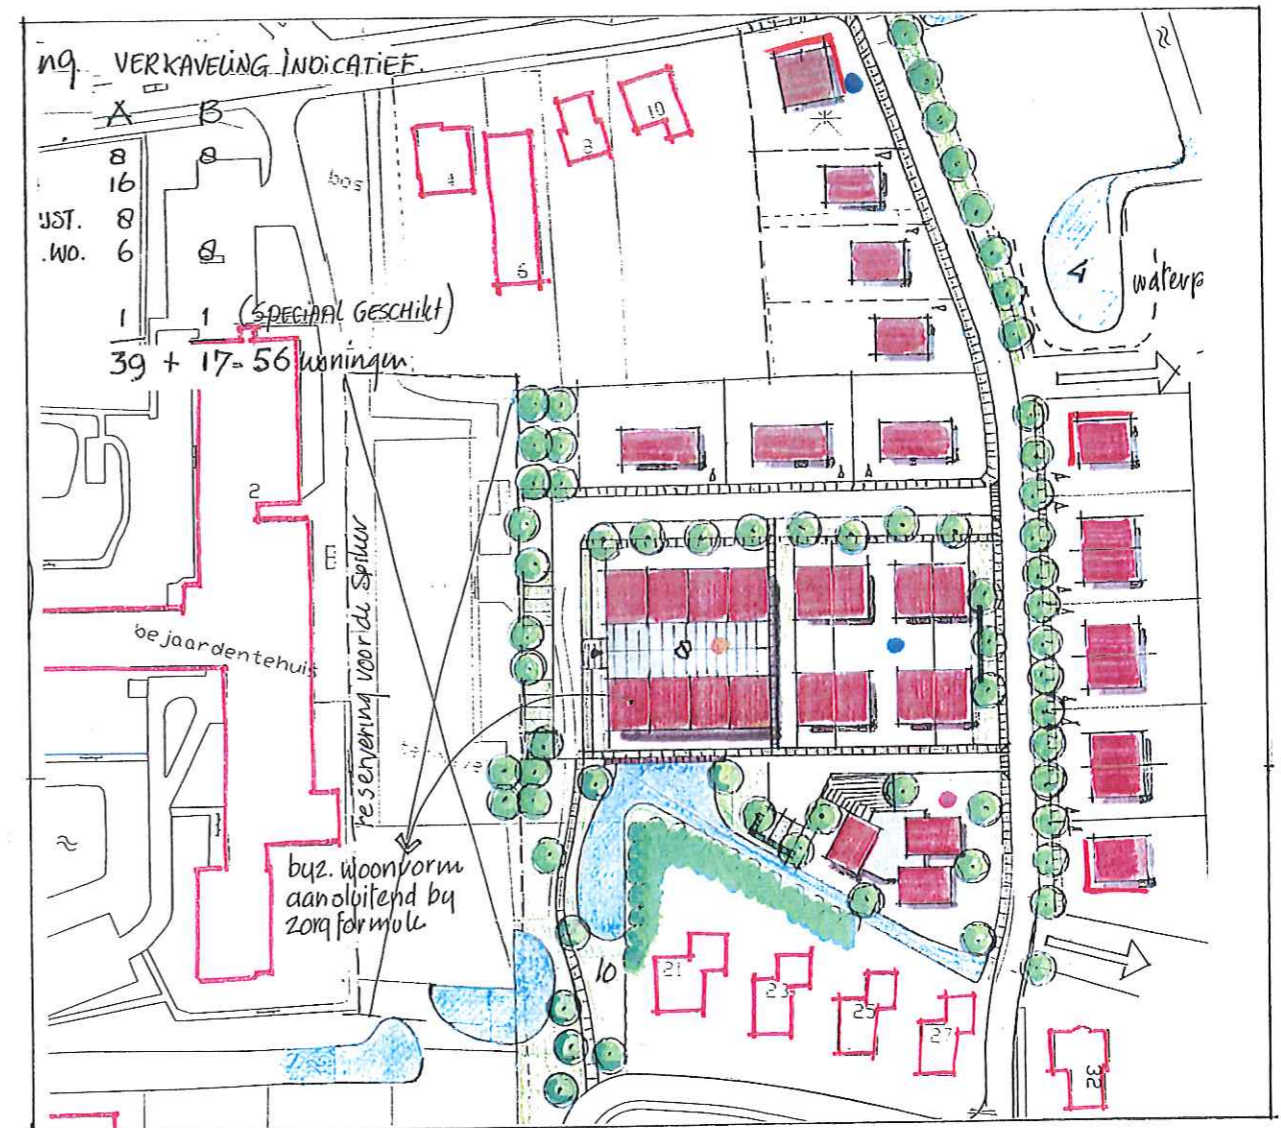 ng. VERKAVELING INDICATIEF.
A B
8 8
16
IJST. 8
.WO. 6 8
1 1 (SPECIAAL GESCHIKT)
39 + 17 = 56 woningen
bos
4
6
8
10
4
waterp
2
bejaardentehuis
reservering voor de Spiker
byz. woonvorm
aansluitend by
zorgformule
10
21
23
25
27
32